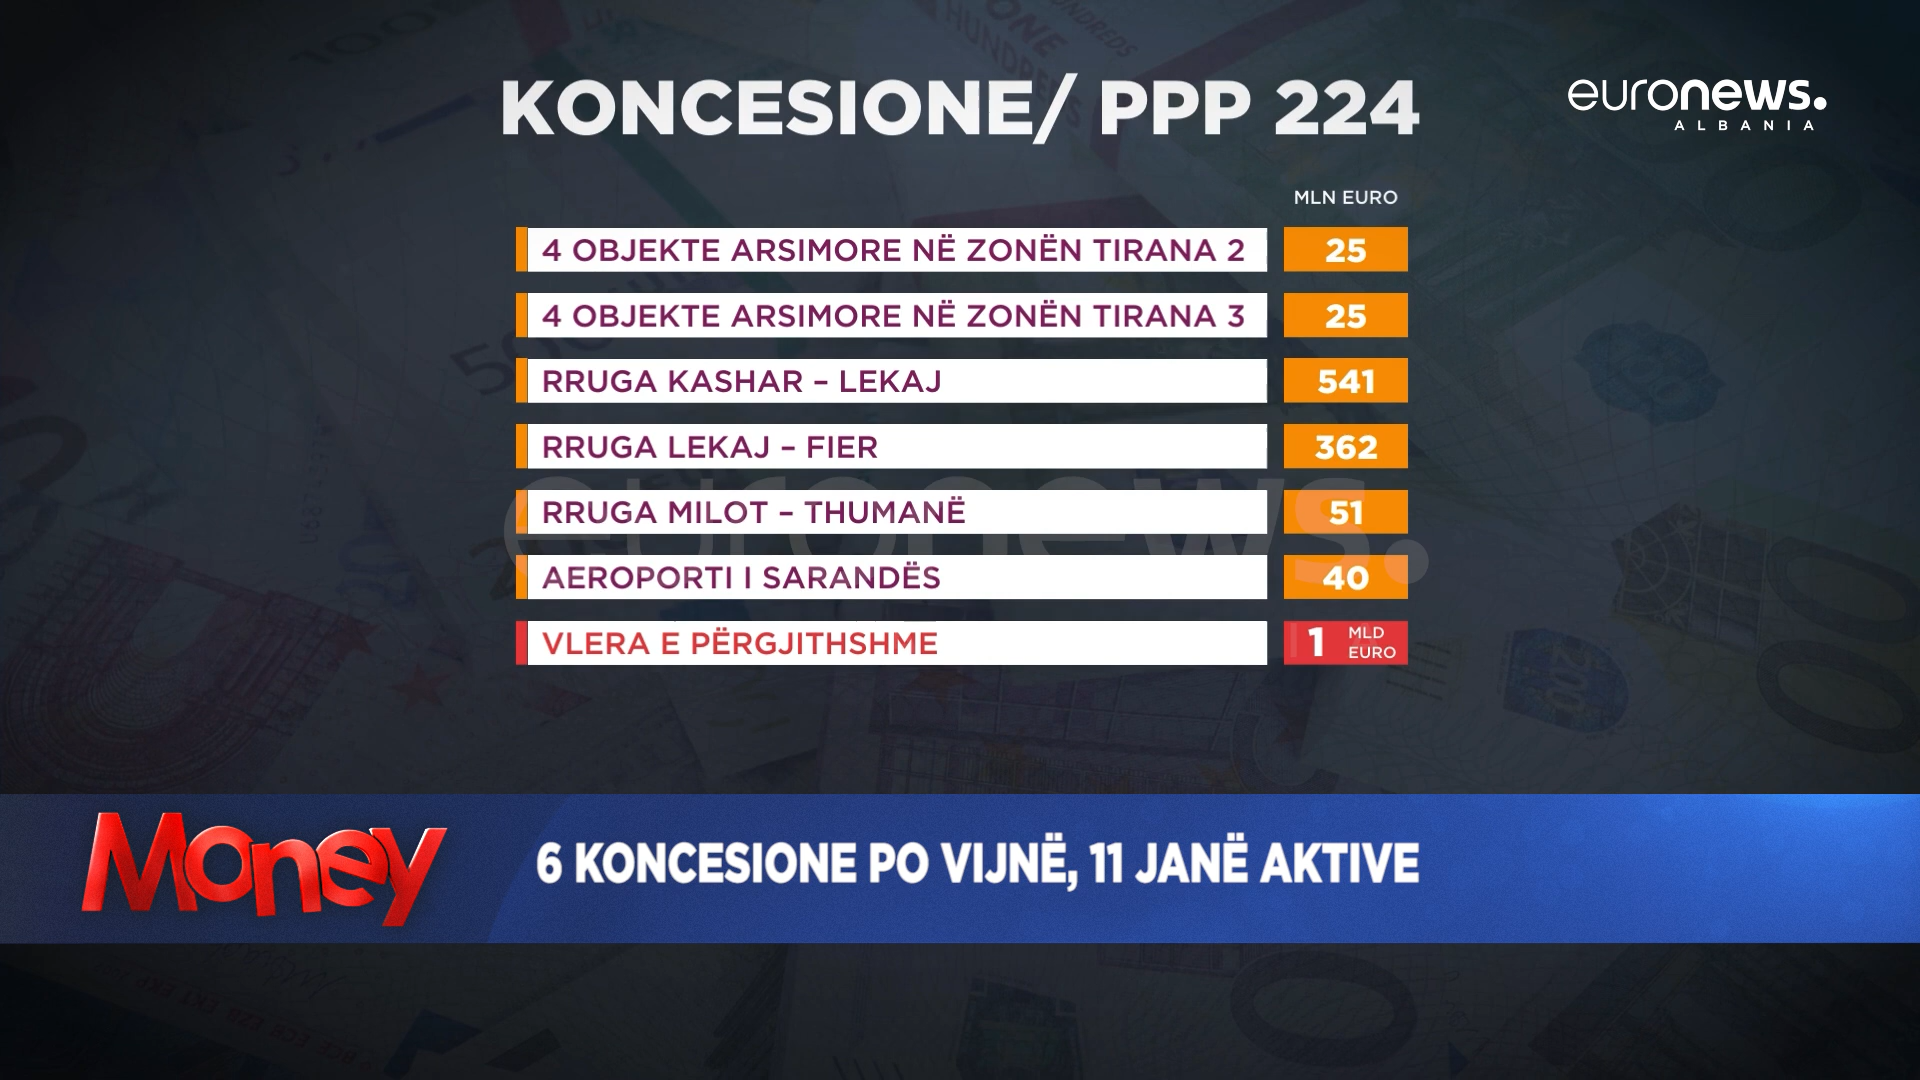 KONCESIONE/ PPP 224
euronews.
ALBANIA
MLN EURO
4 OBJEKTE ARSIMORE NË ZONËN TIRANA 2 25
4 OBJEKTE ARSIMORE NË ZONËN TIRANA 3 25
RRUGA KASHAR – LEKAJ 541
RRUGA LEKAJ – FIER 362
RRUGA MILOT – THUMANË 51
AEROPORTI I SARANDËS 40
VLERA E PËRGJITHSHME 1 MLD EURO
euronews.
Money
6 KONCESIONE PO VIJNË, 11 JANË AKTIVE